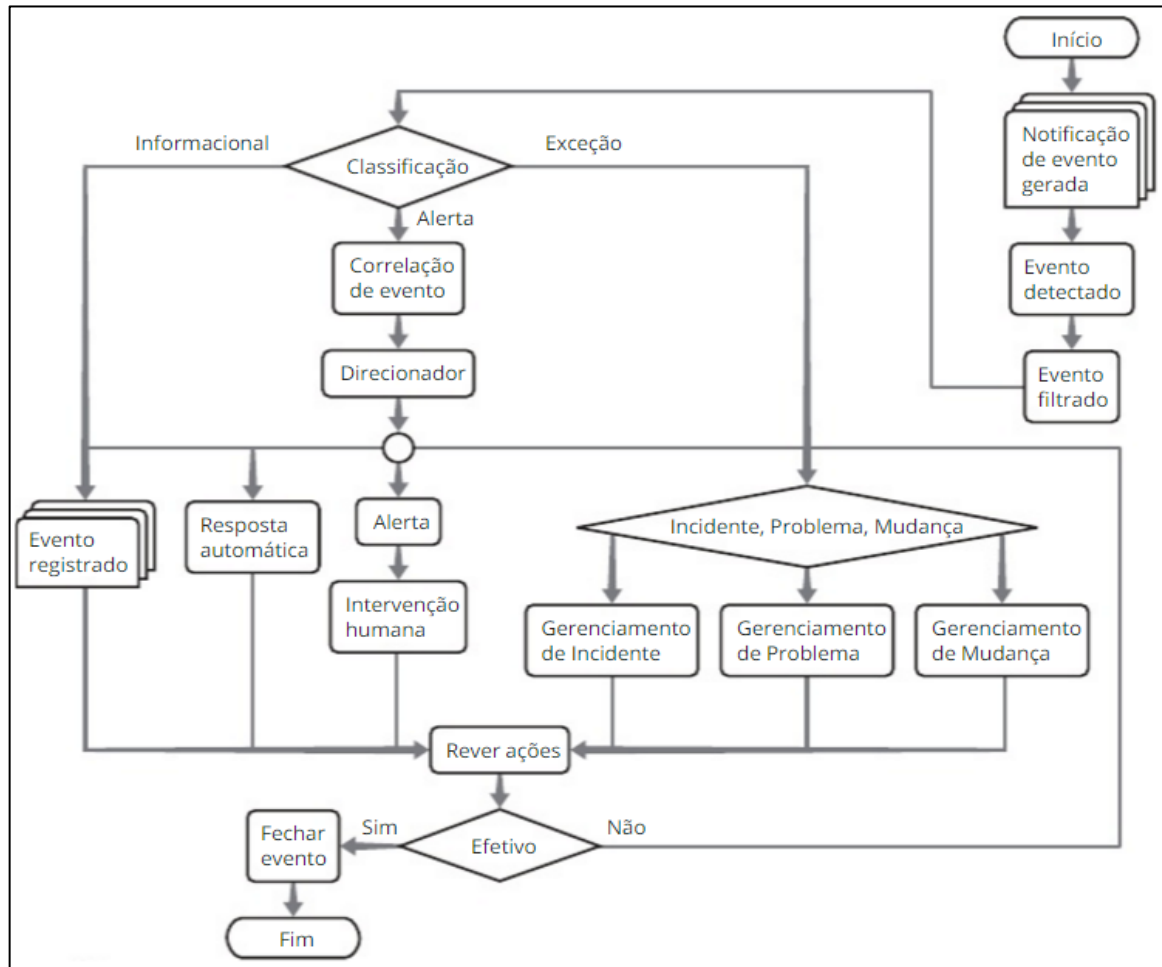 Início
Notificação
de evento
gerada
Evento
detectado
Evento
filtrado
Classificação
Informacional
Exceção
Alerta
Correlação
de evento
Direcionador
Evento
registrado
Resposta
automática
Alerta
Intervenção
humana
Incidente, Problema, Mudança
Gerenciamento
de Incidente
Gerenciamento
de Problema
Gerenciamento
de Mudança
Rever ações
Efetivo
Sim
Não
Fechar
evento
Fim